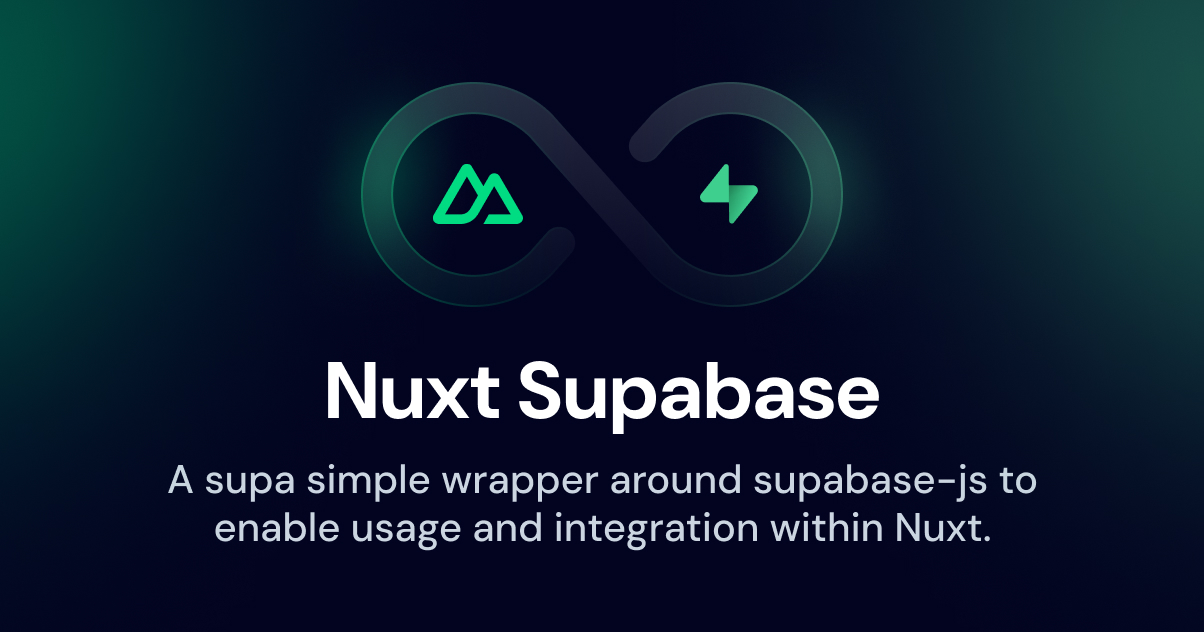 Nuxt Supabase
A supa simple wrapper around supabase-js to
enable usage and integration within Nuxt.